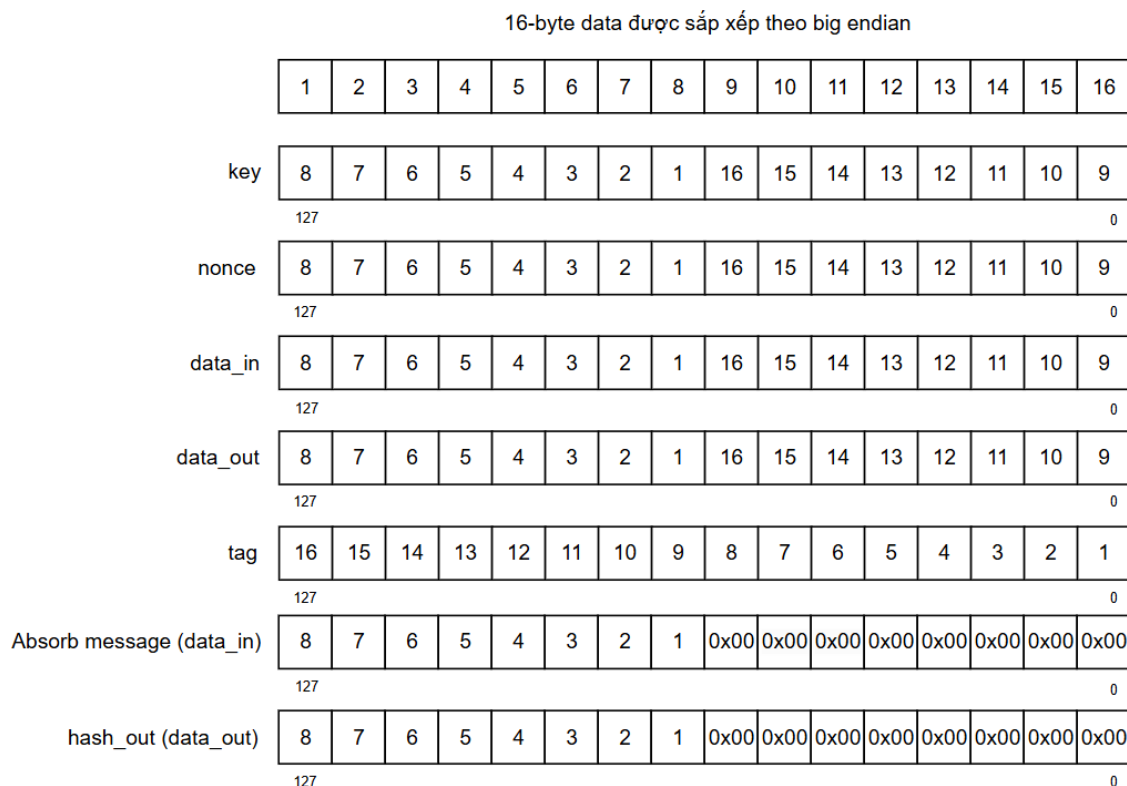 16-byte data được sắp xếp theo big endian
1 2 3 4 5 6 7 8 9 10 11 12 13 14 15 16
key 8 7 6 5 4 3 2 1 16 15 14 13 12 11 10 9
127 0
nonce 8 7 6 5 4 3 2 1 16 15 14 13 12 11 10 9
127 0
data_in 8 7 6 5 4 3 2 1 16 15 14 13 12 11 10 9
127 0
data_out 8 7 6 5 4 3 2 1 16 15 14 13 12 11 10 9
127 0
tag 16 15 14 13 12 11 10 9 8 7 6 5 4 3 2 1
127 0
Absorb message (data_in) 8 7 6 5 4 3 2 1 0x00 0x00 0x00 0x00 0x00 0x00 0x00 0x00
127 0
hash_out (data_out) 8 7 6 5 4 3 2 1 0x00 0x00 0x00 0x00 0x00 0x00 0x00 0x00
127 0